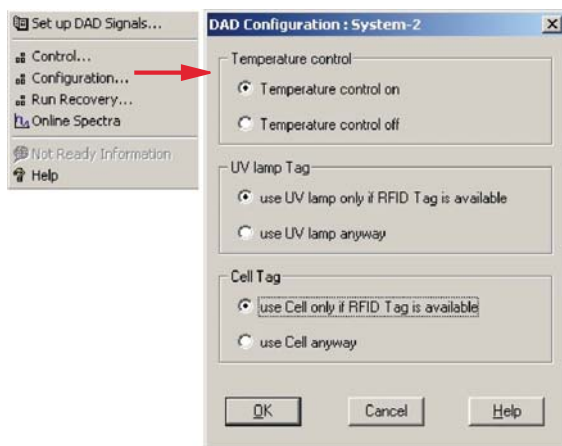 Set up DAD Signals...
Control...
Configuration...
Run Recovery...
Online Spectra
Not Ready Information
Help
DAD Configuration : System-2
Temperature control
Temperature control on
Temperature control off
UV lamp Tag
use UV lamp only if RFID Tag is available
use UV lamp anyway
Cell Tag
use Cell only if RFID Tag is available
use Cell anyway
OK Cancel Help